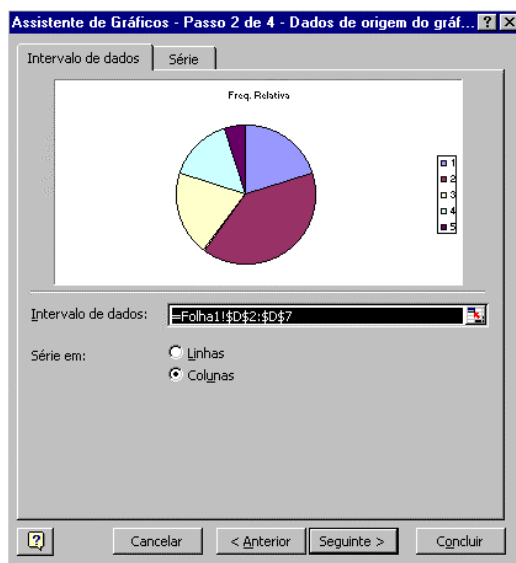 Assistente de Gráficos - Passo 2 de 4 - Dados de origem do gráf... ? X
Intervalo de dados Série
Freq. Relativa
1
2
3
4
5
Intervalo de dados: =Folha1!$D$2:$D$7
Série em: Linhas
Colunas
? Cancelar < Anterior Seguinte > Concluir